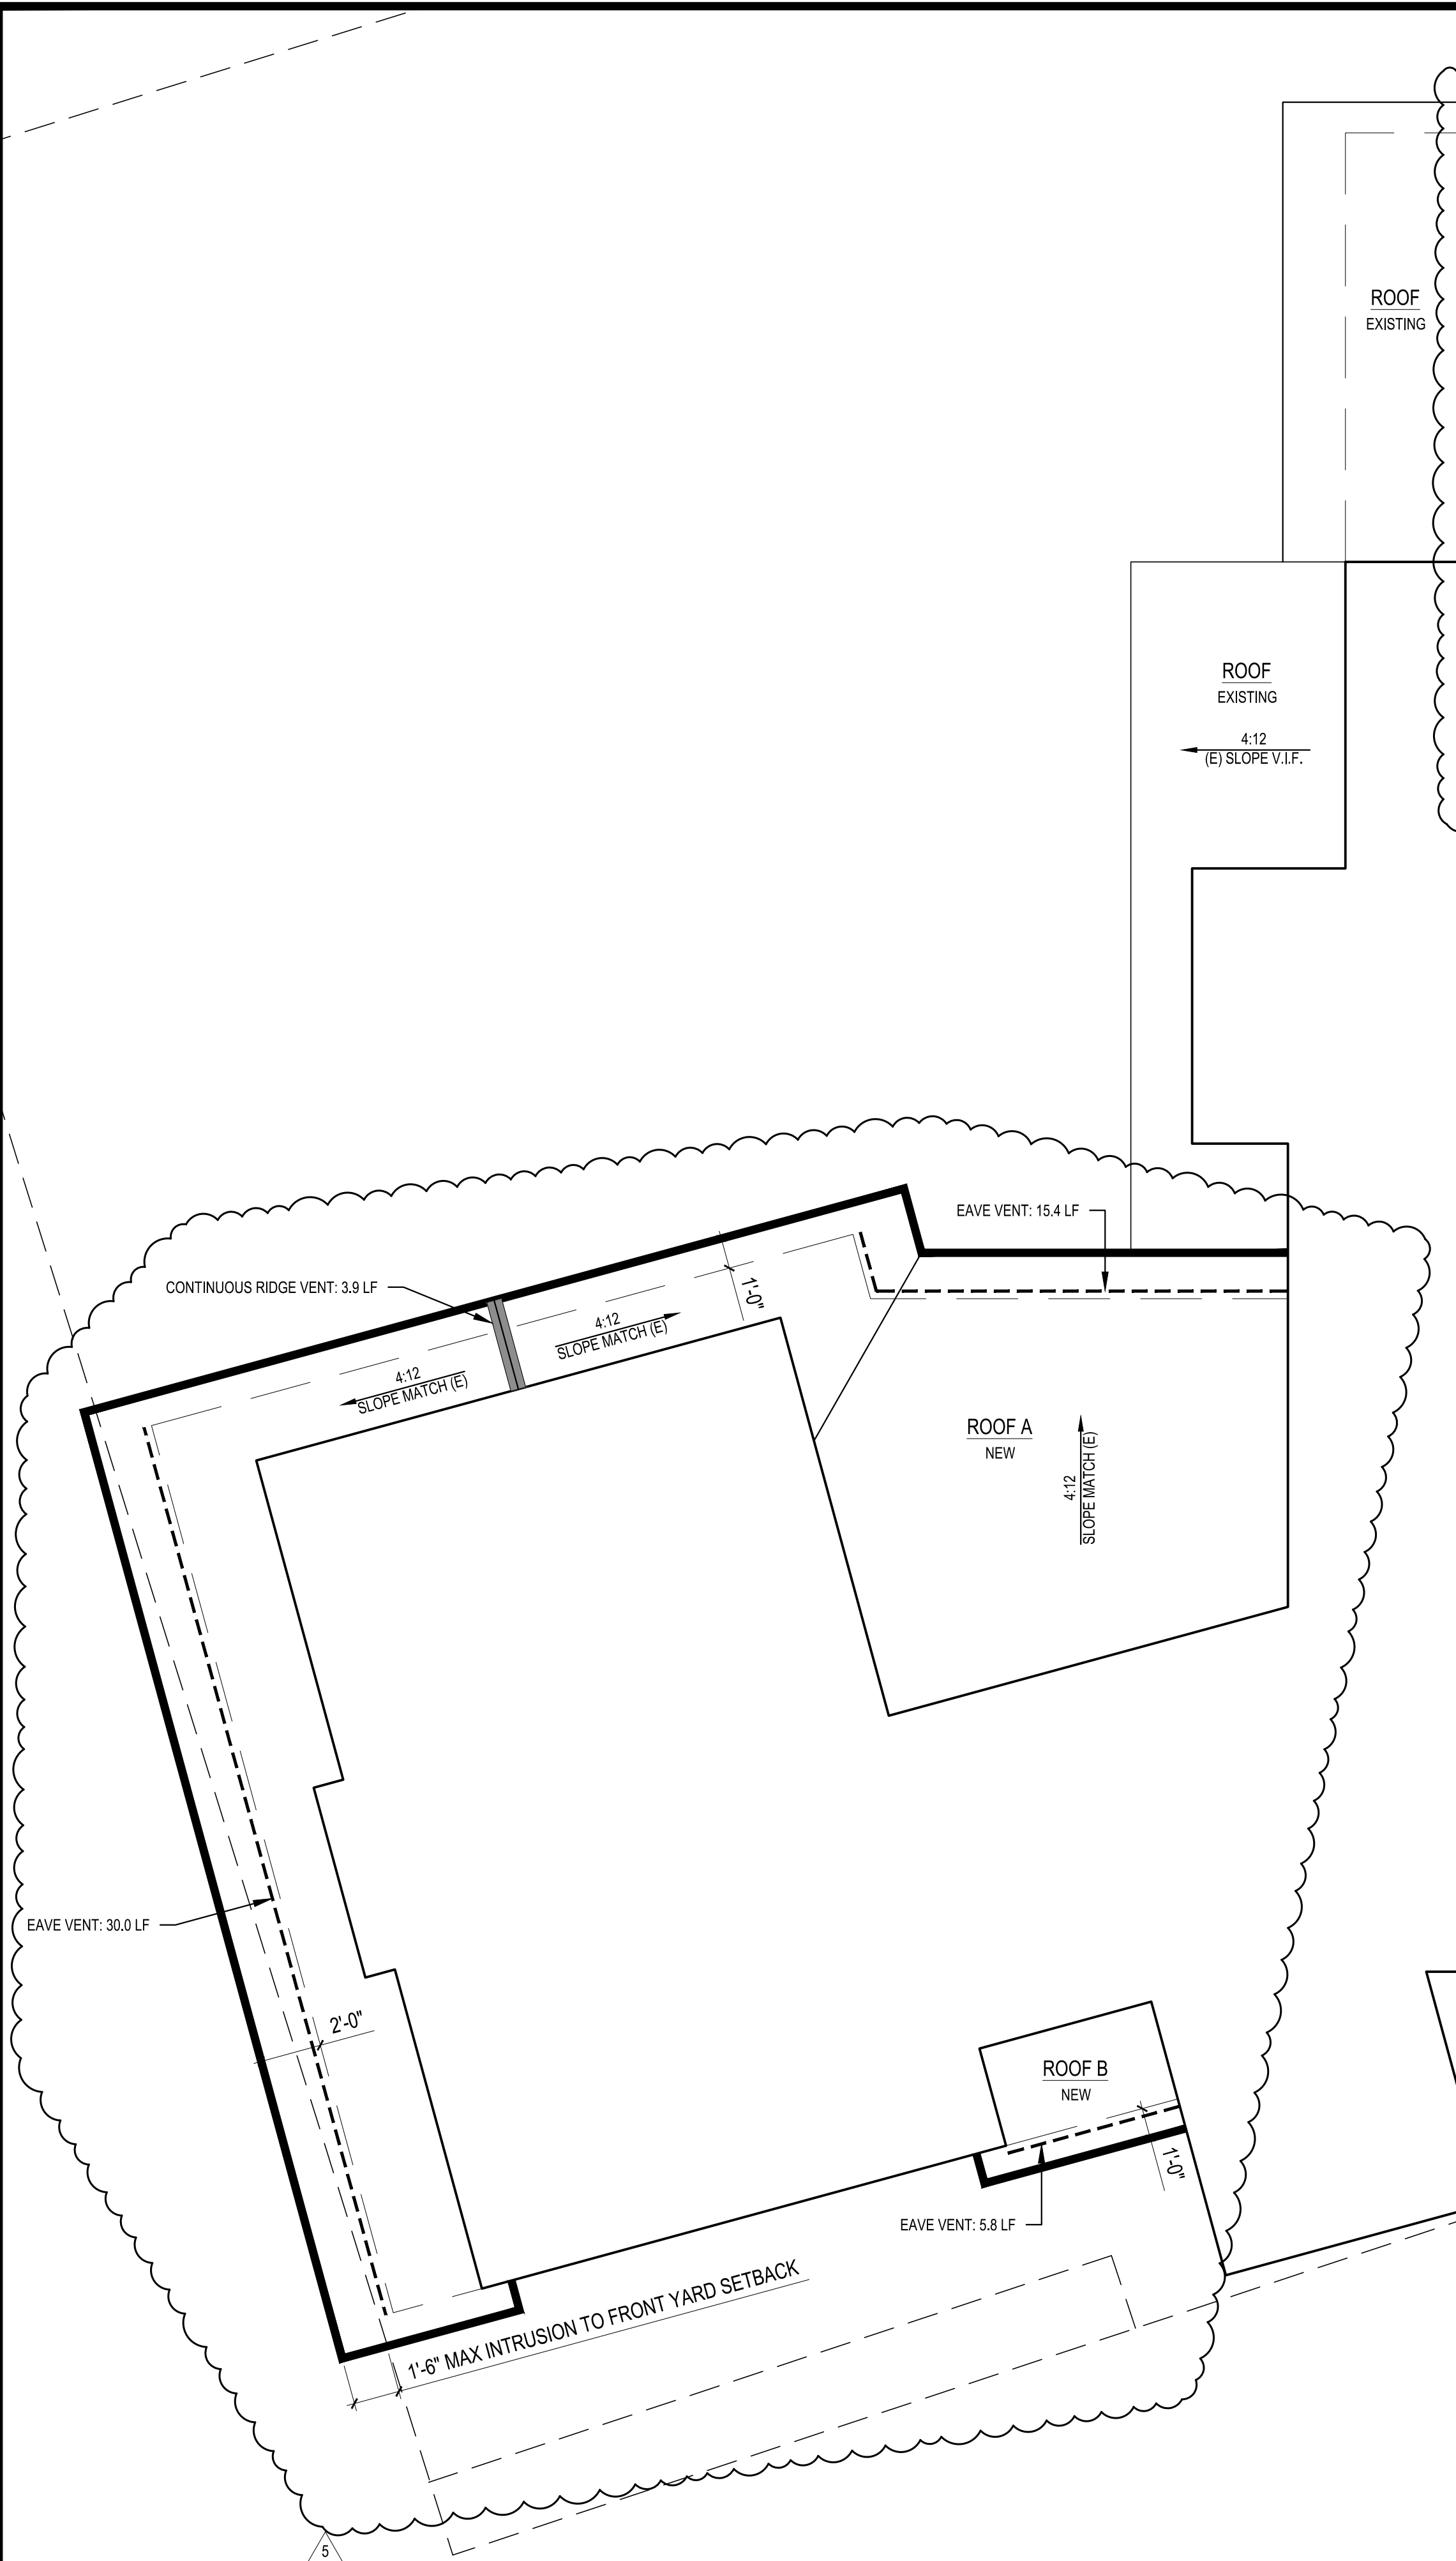 ROOF
EXISTING
ROOF
EXISTING
4:12
(E) SLOPE V.I.F.
EAVE VENT: 15.4 LF
CONTINUOUS RIDGE VENT: 3.9 LF
1'-0"
4:12
SLOPE MATCH (E)
4:12
SLOPE MATCH (E)
ROOF A
NEW
4:12
SLOPE MATCH (E)
EAVE VENT: 30.0 LF
2'-0"
ROOF B
NEW
1'-0"
EAVE VENT: 5.8 LF
1'-6" MAX INTRUSION TO FRONT YARD SETBACK
5